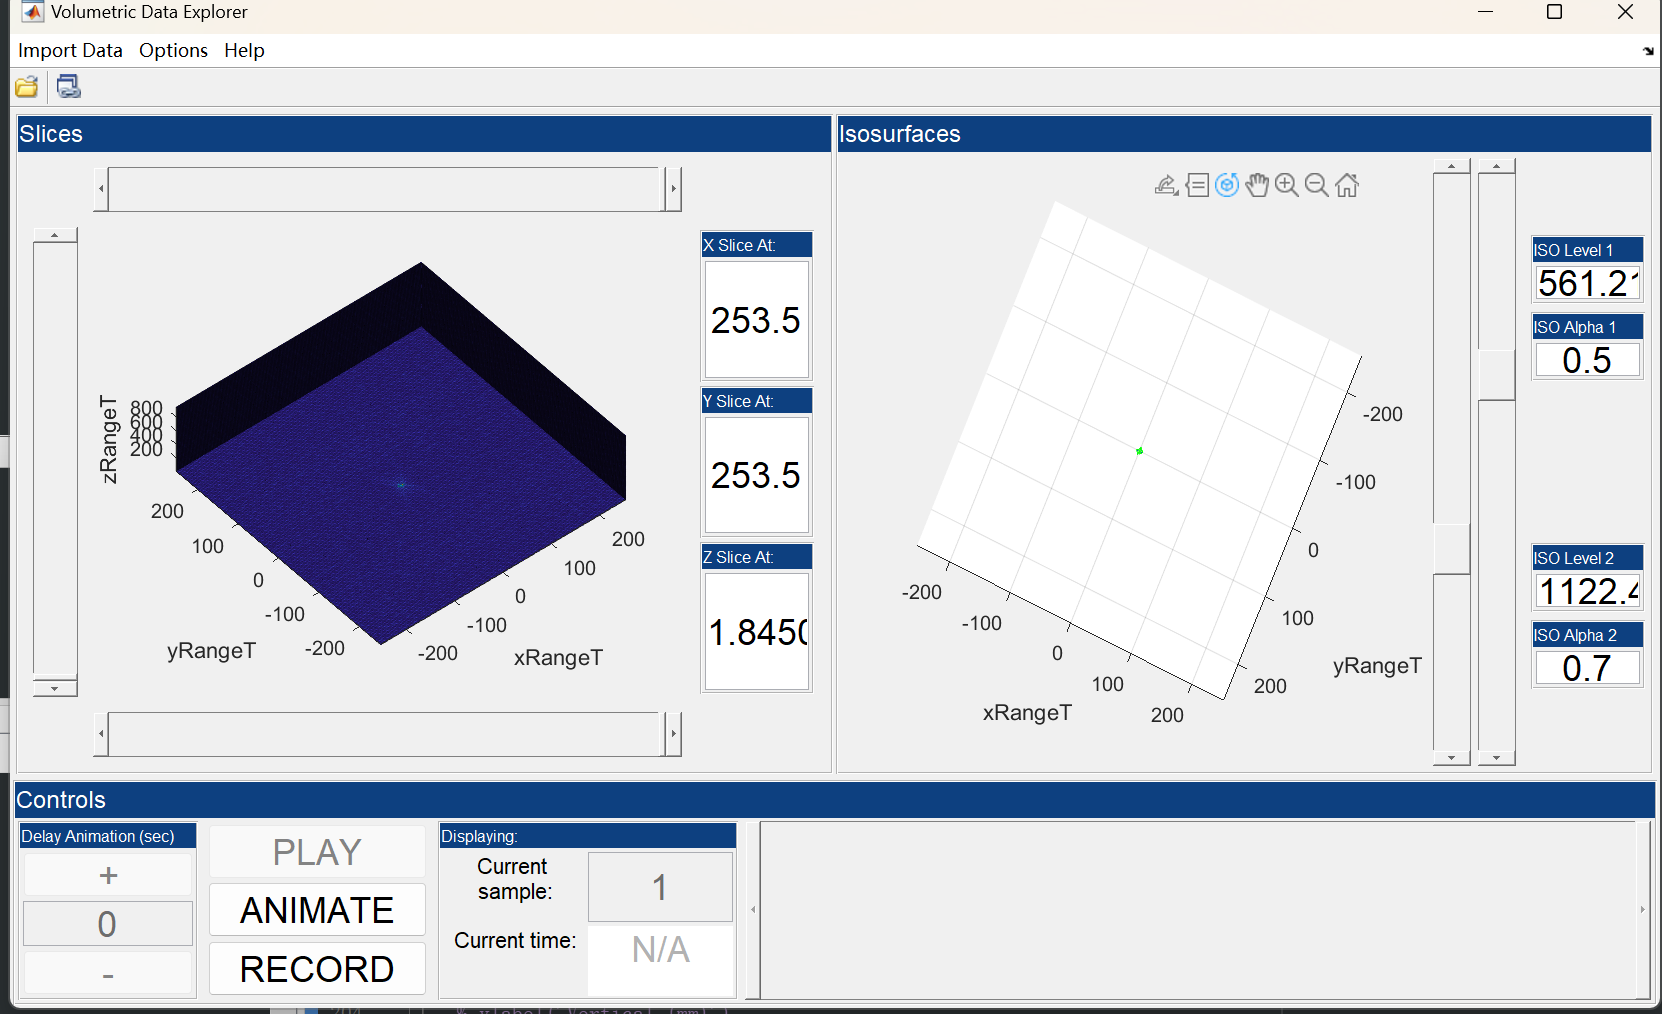 Volumetric Data Explorer
Import Data Options Help
Slices
X Slice At:
253.5
Y Slice At:
253.5
Z Slice At:
1.8450
800
600
400
200
zRangeT
200
100
0
-100
-200
yRangeT
200
100
0
-100
-200
xRangeT
Isosurfaces
-200
-100
0
100
200
yRangeT
-200
-100
0
100
200
xRangeT
ISO Level 1
561.21
ISO Alpha 1
0.5
ISO Level 2
1122.4
ISO Alpha 2
0.7
Controls
Delay Animation (sec)
+
0
-
PLAY
ANIMATE
RECORD
Displaying:
Current
sample:
1
Current time:
N/A